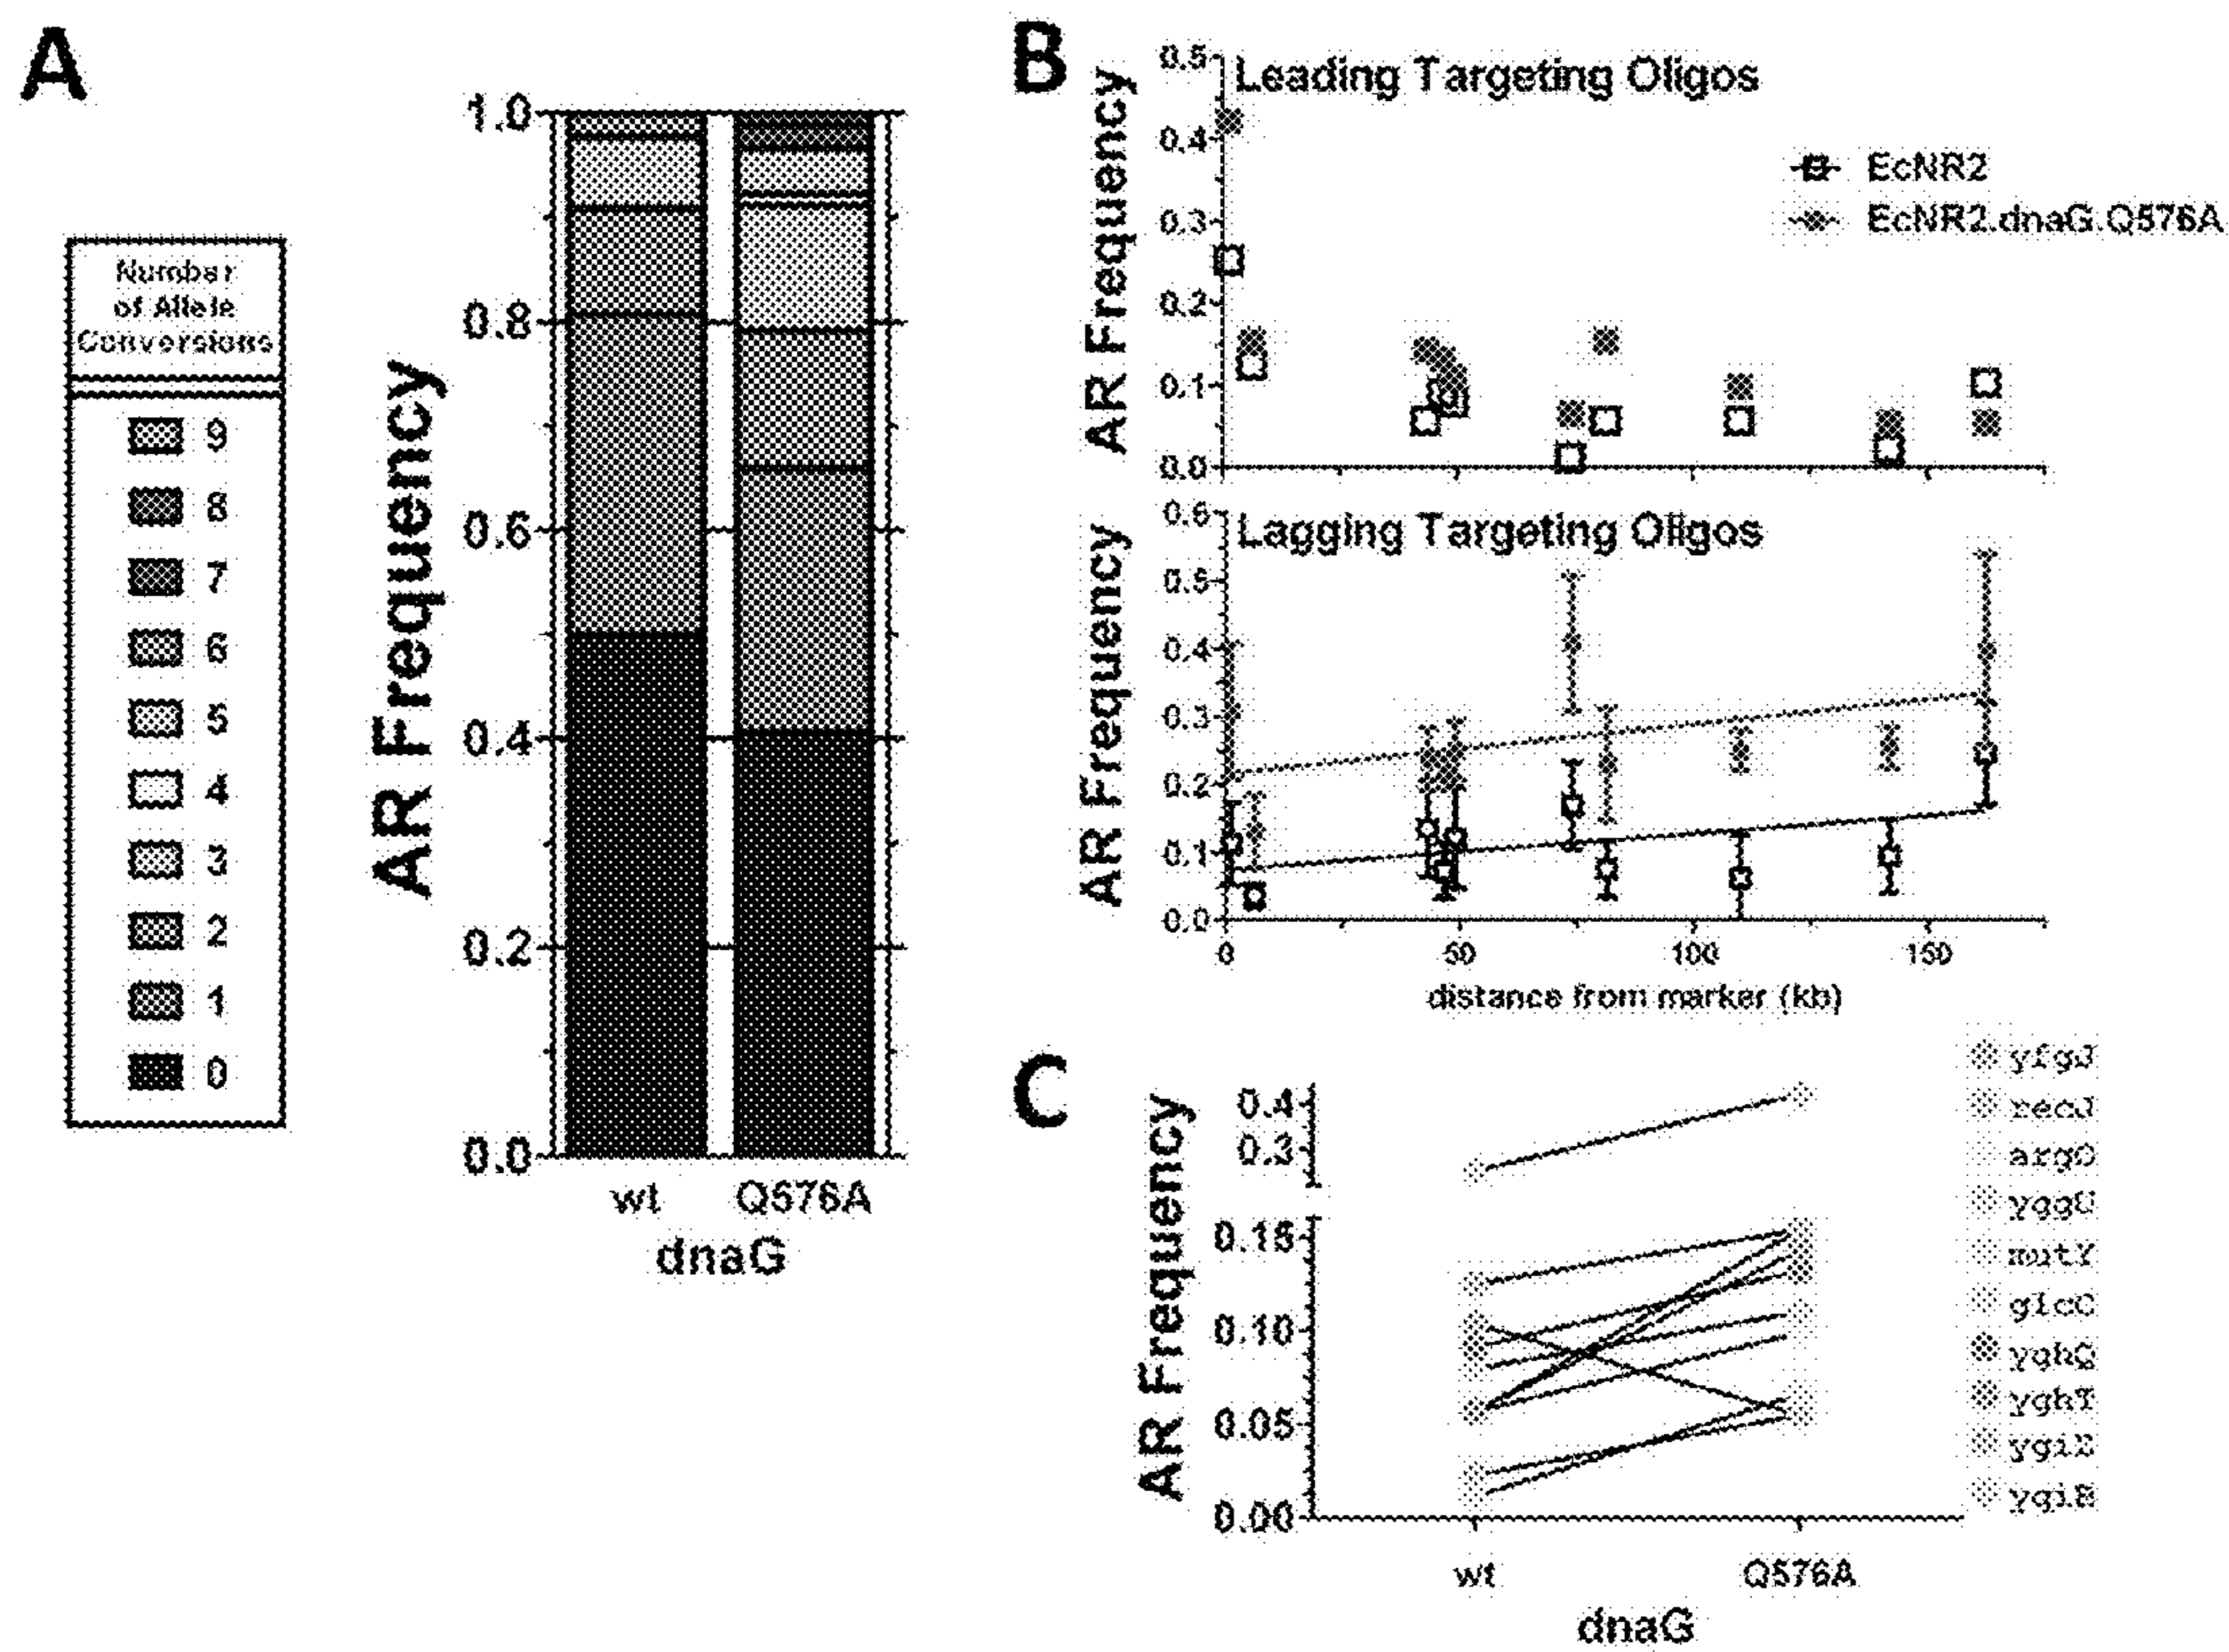 A
Number
of Allele
Conversions
9
8
7
6
5
4
3
2
1
0
AR Frequency
1.0
0.8
0.6
0.4
0.2
0.0
wt Q576A
dnaG
B
AR Frequency
0.5
0.4
0.3
0.2
0.1
0.0
Leading Targeting Oligos
EcNR2
EcNR2.dnaG.Q576A
AR Frequency
0.6
0.5
0.4
0.3
0.2
0.1
0.0
Lagging Targeting Oligos
0 50 100 150
distance from marker (kb)
C
AR Frequency
0.4
0.3
0.15
0.10
0.05
0.00
wt Q576A
dnaG
yfgJ
recJ
argO
yggU
mutY
glcC
yghQ
yghT